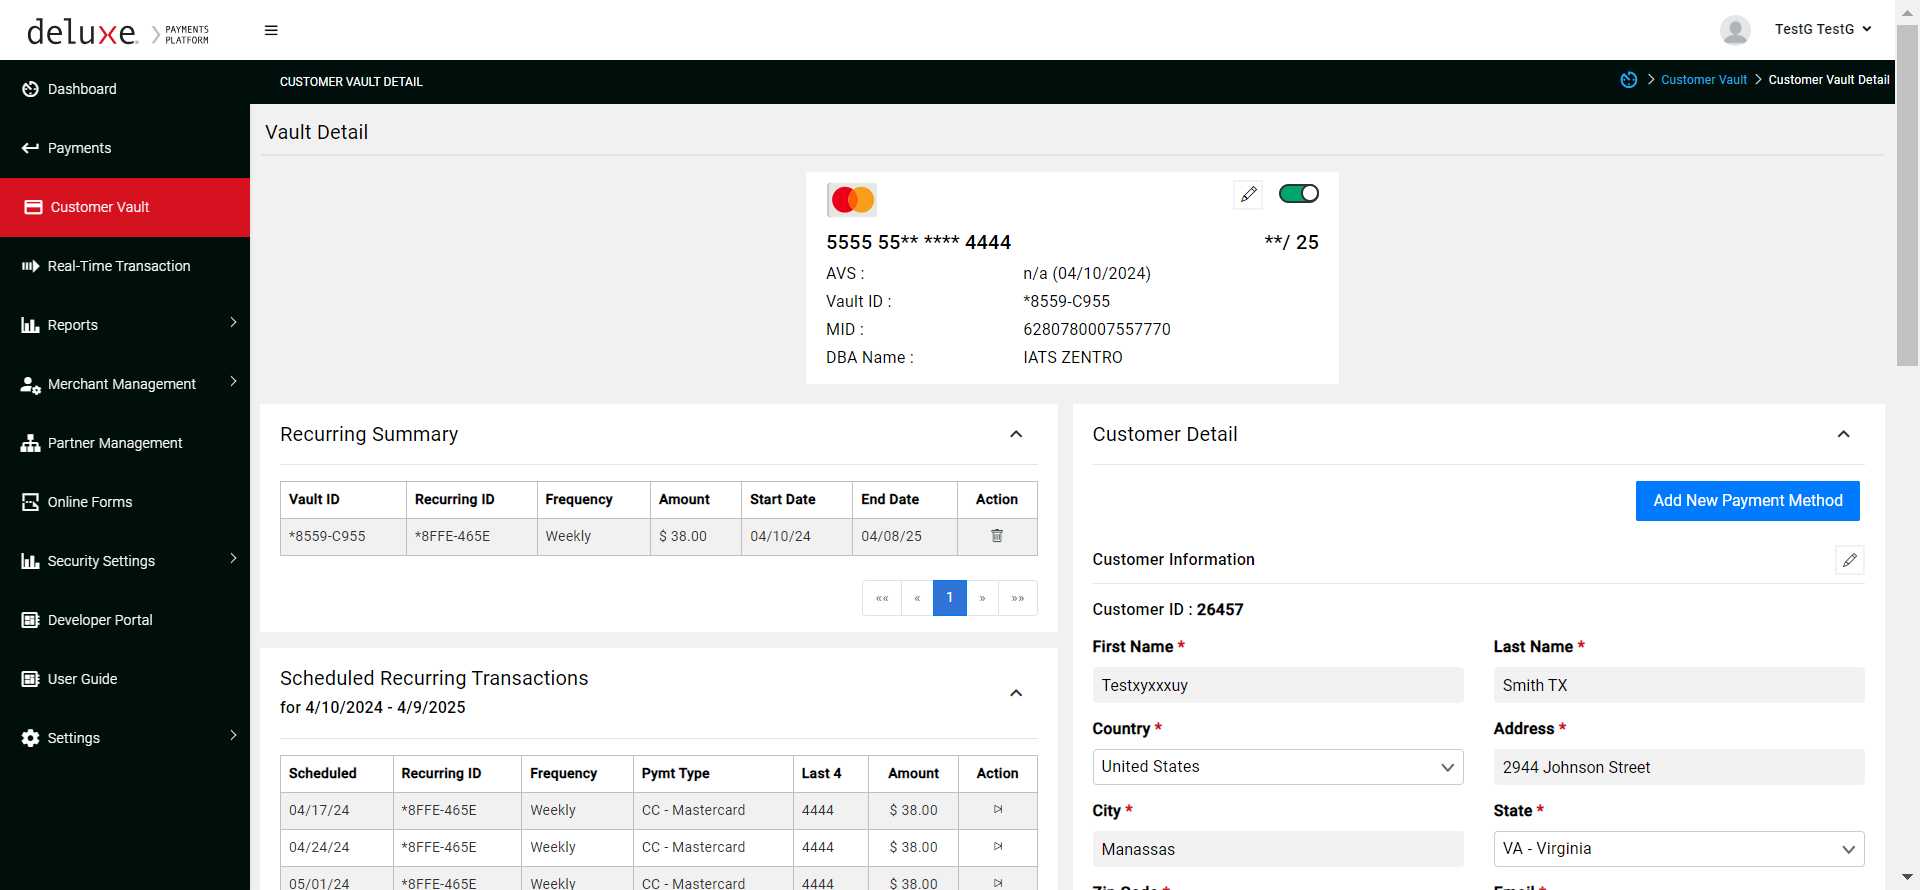 deluxe. PAYMENTS PLATFORM
TestG TestG
Dashboard
Payments
Customer Vault
Real-Time Transaction
Reports
Merchant Management
Partner Management
Online Forms
Security Settings
Developer Portal
User Guide
Settings
CUSTOMER VAULT DETAIL
Customer Vault > Customer Vault Detail
Vault Detail
5555 55** **** 4444 **/ 25
AVS : n/a (04/10/2024)
Vault ID : *8559-C955
MID : 6280780007557770
DBA Name : IATS ZENTRO
Recurring Summary
Vault ID Recurring ID Frequency Amount Start Date End Date Action
*8559-C955 *8FFE-465E Weekly $ 38.00 04/10/24 04/08/25
«« « 1 » »»
Scheduled Recurring Transactions
for 4/10/2024 - 4/9/2025
Scheduled Recurring ID Frequency Pymt Type Last 4 Amount Action
04/17/24 *8FFE-465E Weekly CC - Mastercard 4444 $ 38.00
04/24/24 *8FFE-465E Weekly CC - Mastercard 4444 $ 38.00
05/01/24 *8FFE-465E Weekly CC - Mastercard 4444 $ 38.00
Customer Detail
Add New Payment Method
Customer Information
Customer ID : 26457
First Name * Last Name *
Testxyxxxuy Smith TX
Country * Address *
United States 2944 Johnson Street
City * State *
Manassas VA - Virginia
Zip Code * Email *